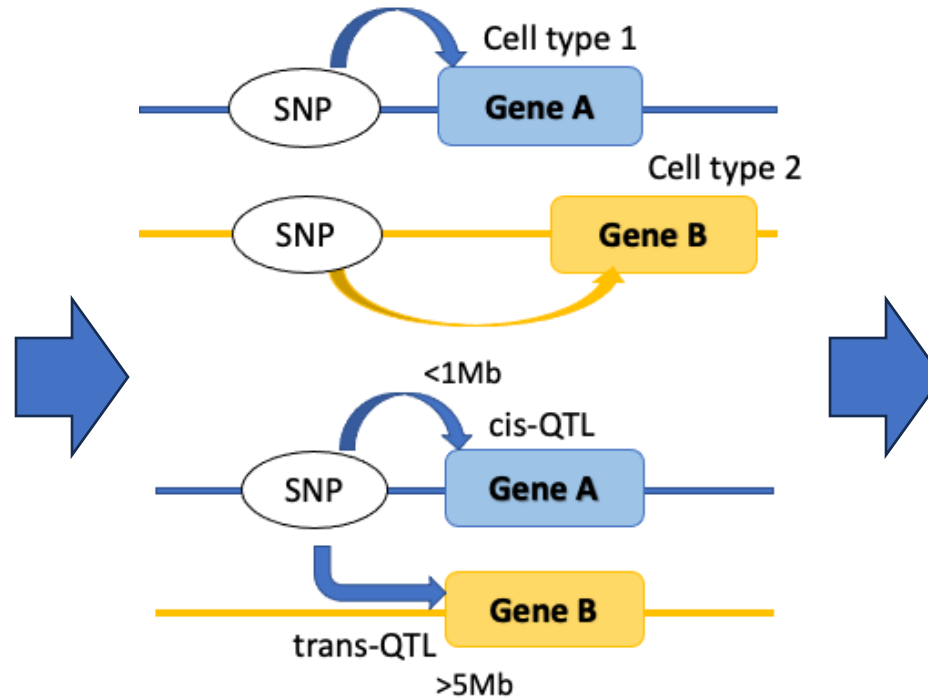 Cell type 1
SNP
Gene A
Cell type 2
SNP
Gene B
<1Mb
cis-QTL
SNP
Gene A
Gene B
trans-QTL
>5Mb